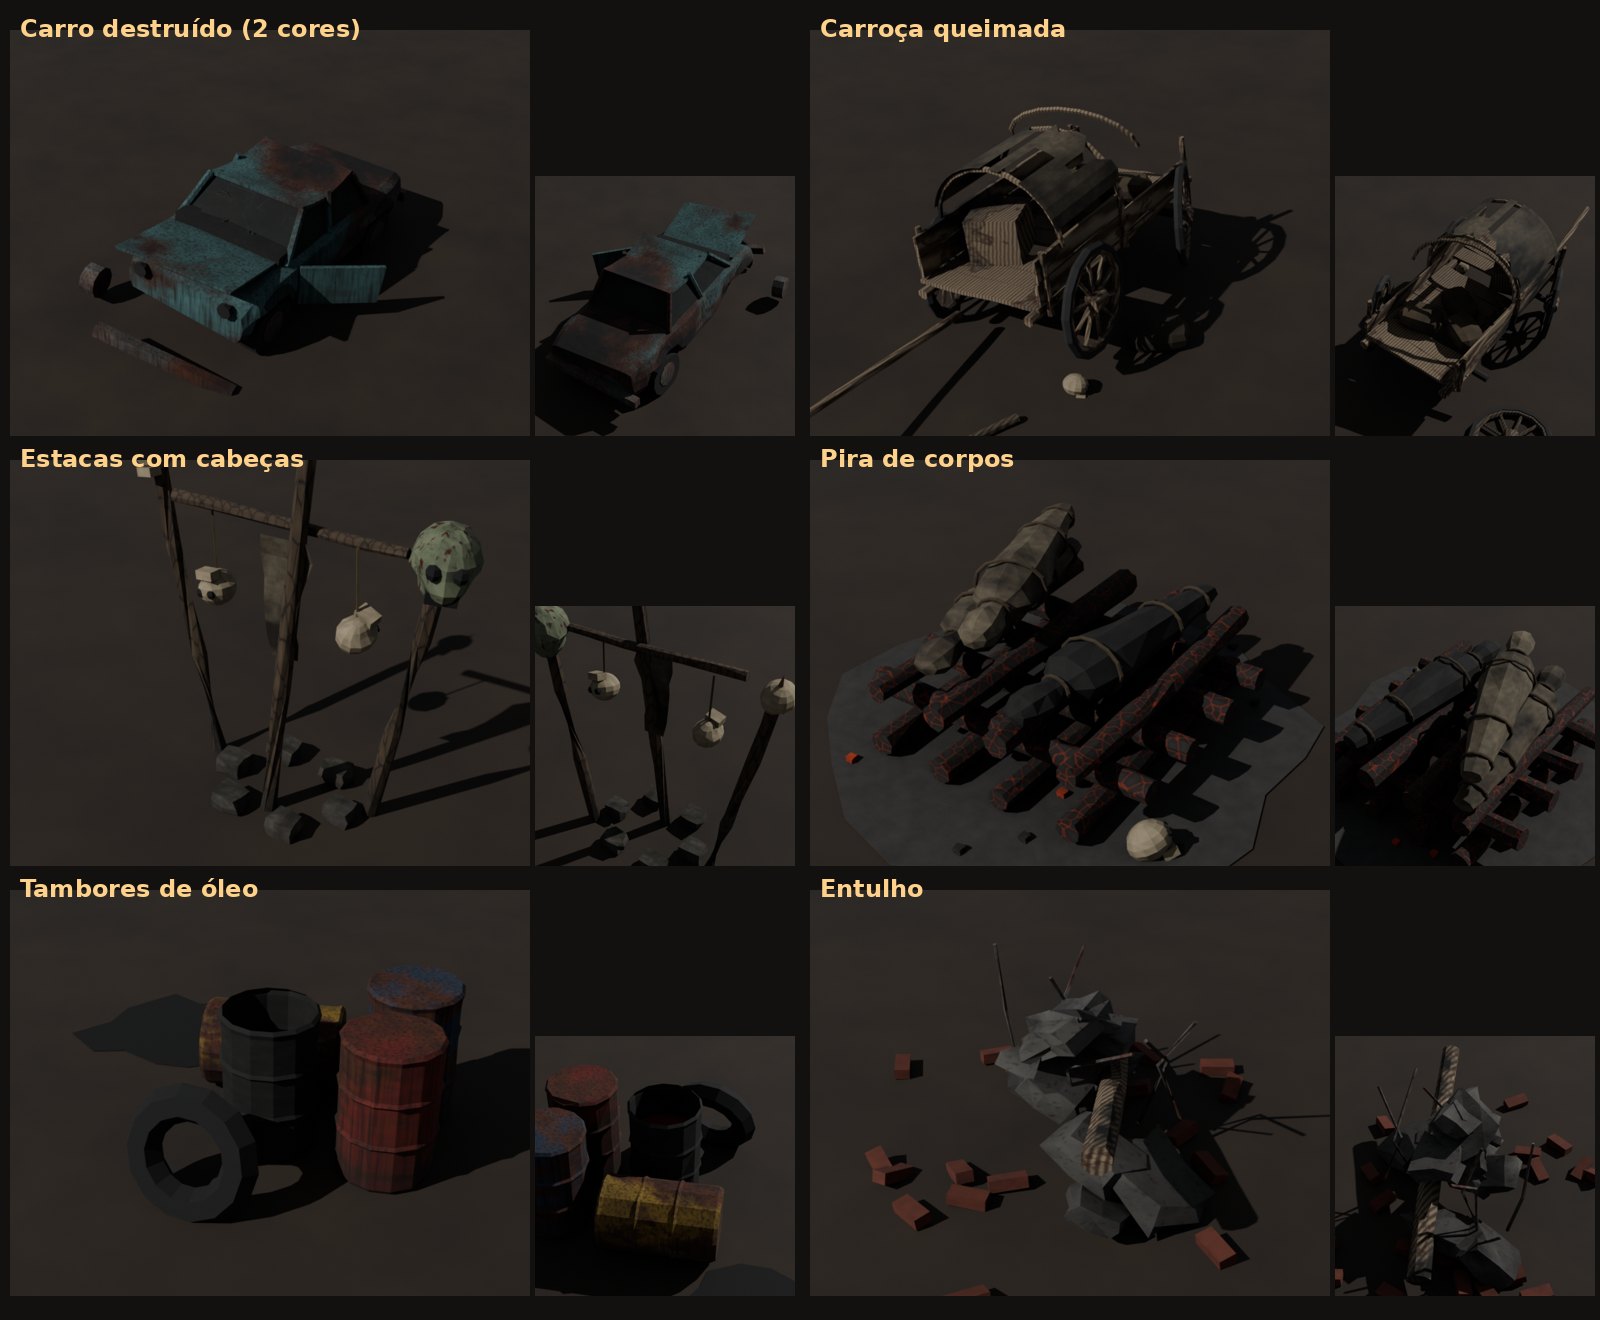 Carro destruído (2 cores)
Carroça queimada
Estacas com cabeças
Pira de corpos
Tambores de óleo
Entulho